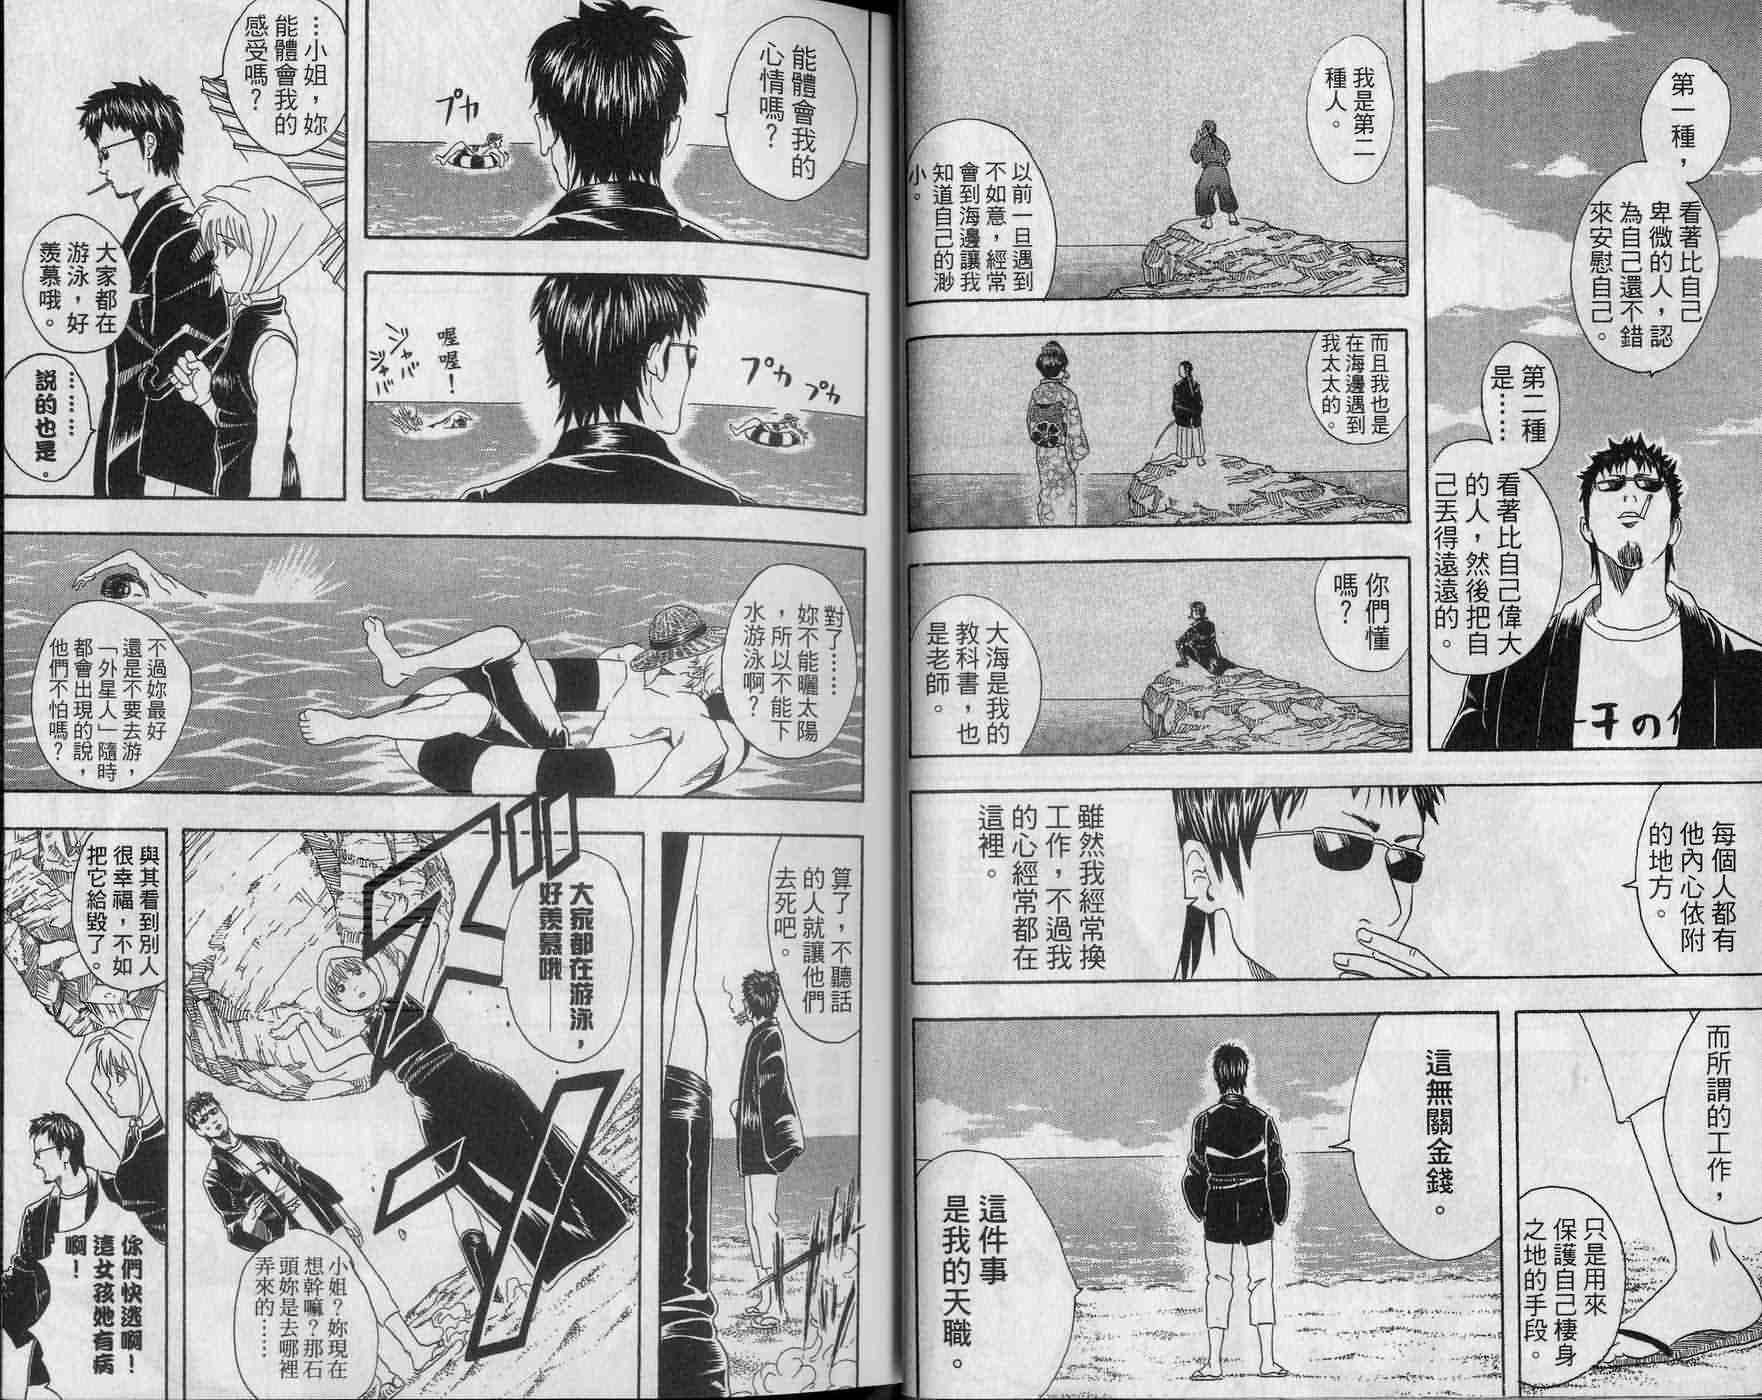 第一種，
看著比自己
卑微的人，認
為自己還不錯
來安慰自己。
第二種
是……
看著比自己偉大
的人，然後把自
己丟得遠遠的。
我是第二
種人。
以前一旦遇到
不如意，經常
會到海邊讓我
知道自己的渺
小。
而且我也是
在海邊遇到
我太太的。
你們懂
嗎？
大海是我的
教科書，也
是老師。
每個人都有
他內心依附
的地方。
雖然我經常換
工作，不過我
的心經常都在
這裡。
而所謂的工作，
只是用來
保護自己棲身
之地的手段。
這無關金錢。
這件事
是我的天職。
能體會我的
心情嗎？
プカ
喔
喔！
プカ
プカ
ジャバ
ジャバ
…小姐，妳
能體會我的
感受嗎？
大家都在
游泳，好
羨慕哦。
………
說的也是。
對了……
妳不能曬太陽
，所以不能下
水游泳啊？
不過妳最好
還是不要去游，
「外星人」隨時
都會出現的說，
他們不怕嗎？
算了，不聽話
的人就讓他們
去死吧。
大家都在游泳，
好羨慕哦——
小姐？妳現在
想幹嘛？那石
頭妳是去哪裡
弄來的……
與其看到別人
很幸福，不如
把它給毀了。
你們快逃啊！
這女孩她有病
啊！